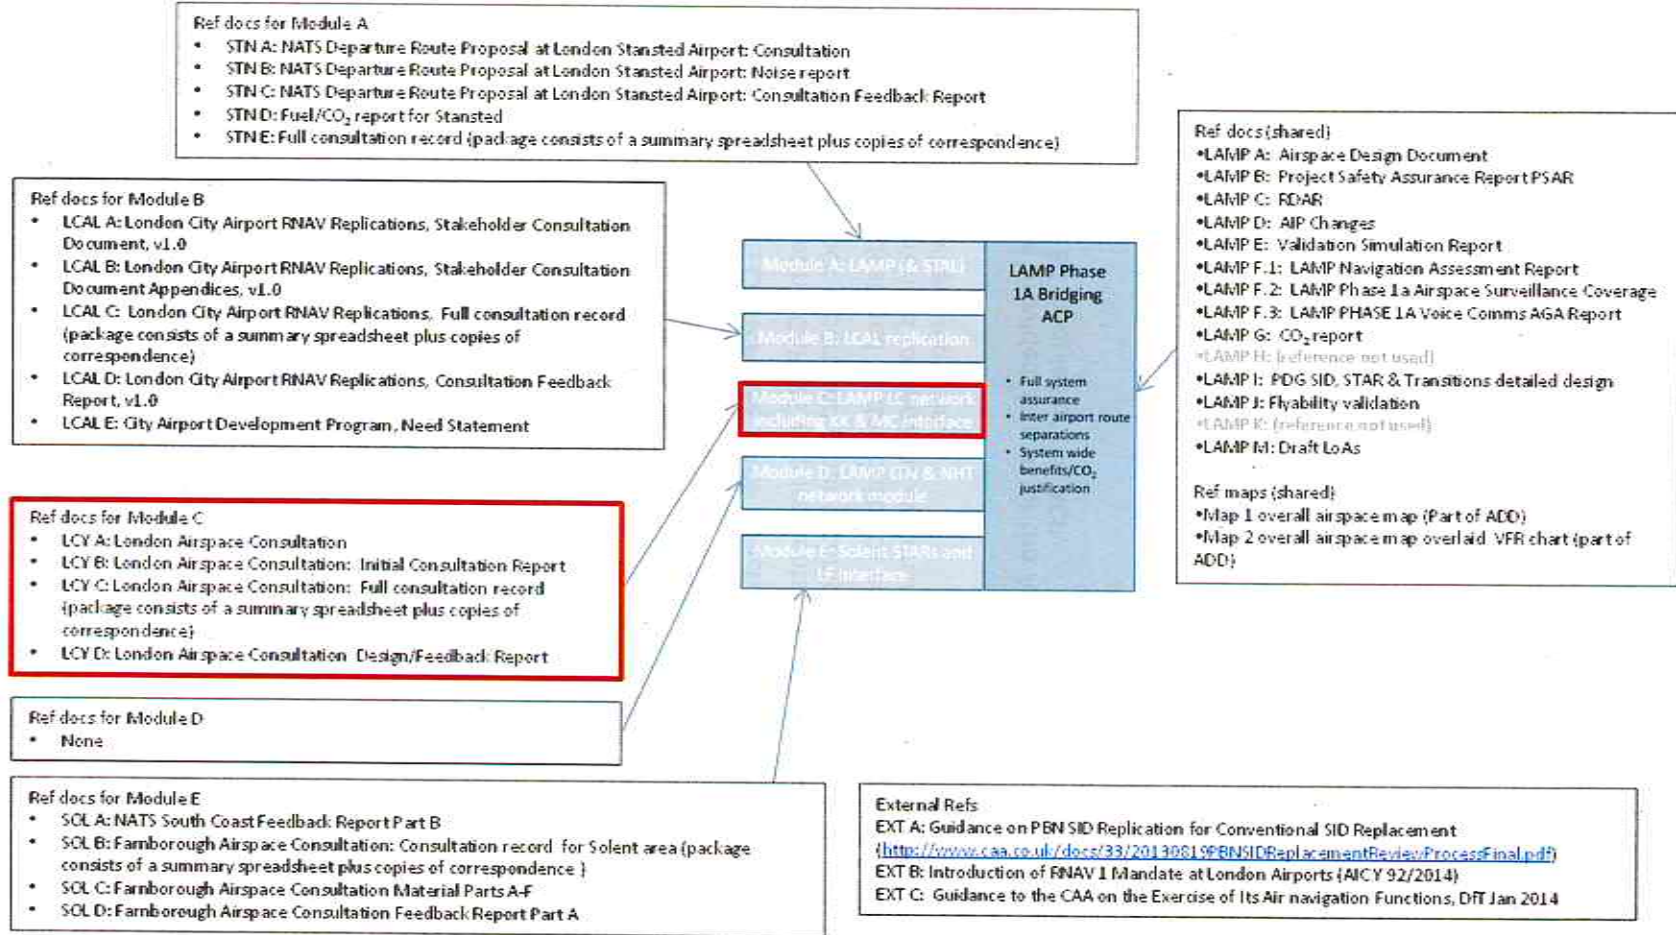 Ref docs for Module A
• STN A: NATS Departure Route Proposal at London Stansted Airport: Consultation
• STN B: NATS Departure Route Proposal at London Stansted Airport: Noise report
• STN C: NATS Departure Route Proposal at London Stansted Airport: Consultation Feedback Report
• STN D: Fuel/CO₂ report for Stansted
• STN E: Full consultation record (package consists of a summary spreadsheet plus copies of correspondence)
Ref docs for Module B
• LCAL A: London City Airport RNAV Replications, Stakeholder Consultation
Document, v1.0
• LCAL B: London City Airport RNAV Replications, Stakeholder Consultation
Document Appendices, v1.0
• LCAL C: London City Airport RNAV Replications, Full consultation record
(package consists of a summary spreadsheet plus copies of
correspondence)
• LCAL D: London City Airport RNAV Replications, Consultation Feedback
Report, v1.0
• LCAL E: City Airport Development Program, Need Statement
Ref docs for Module C
• LCY A: London Airspace Consultation
• LCY B: London Airspace Consultation: Initial Consultation Report
• LCY C: London Airspace Consultation: Full consultation record
(package consists of a summary spreadsheet plus copies of
correspondence)
• LCY D: London Airspace Consultation Design/Feedback Report
Ref docs for Module D
• None
Ref docs for Module E
• SOL A: NATS South Coast Feedback Report Part B
• SOL B: Farnborough Airspace Consultation: Consultation record for Solent area (package
consists of a summary spreadsheet plus copies of correspondence )
• SOL C: Farnborough Airspace Consultation Material Parts A-F
• SOL D: Farnborough Airspace Consultation Feedback Report Part A
Module A: LAMP (& STAL)
Module B: LCAL replication
Module C: LAMP LC network
including KK & MC interface
Module D: LAMP & NHT
network module
Module E: Solent STARs and
LF interface
LAMP Phase
1A Bridging
ACP
• Full system
assurance
• Inter airport route
separations
• System wide
benefits/CO₂
justification
Ref docs (shared)
•LAMP A: Airspace Design Document
•LAMP B: Project Safety Assurance Report PSAR
•LAMP C: RDAR
•LAMP D: AIP Changes
•LAMP E: Validation Simulation Report
•LAMP F.1: LAMP Navigation Assessment Report
•LAMP F.2: LAMP Phase 1a Airspace Surveillance Coverage
•LAMP F.3: LAMP PHASE 1A Voice Comms AGA Report
•LAMP G: CO₂ report
•LAMP H: (reference not used)
•LAMP I: PDG SID, STAR & Transitions detailed design
•LAMP J: Flyability validation
•LAMP K: (reference not used)
•LAMP M: Draft LoAs
Ref maps (shared)
•Map 1 overall airspace map (Part of ADD)
•Map 2 overall airspace map overlaid VFR chart (part of
ADD)
External Refs
EXT A: Guidance on PBN SID Replication for Conventional SID Replacement
(http://www.caa.co.uk/docs/33/20130819PBNSIDReplacementReviewProcessFinal.pdf)
EXT B: Introduction of RNAV 1 Mandate at London Airports (AICY 92/2014)
EXT C: Guidance to the CAA on the Exercise of Its Air navigation Functions, DfT Jan 2014